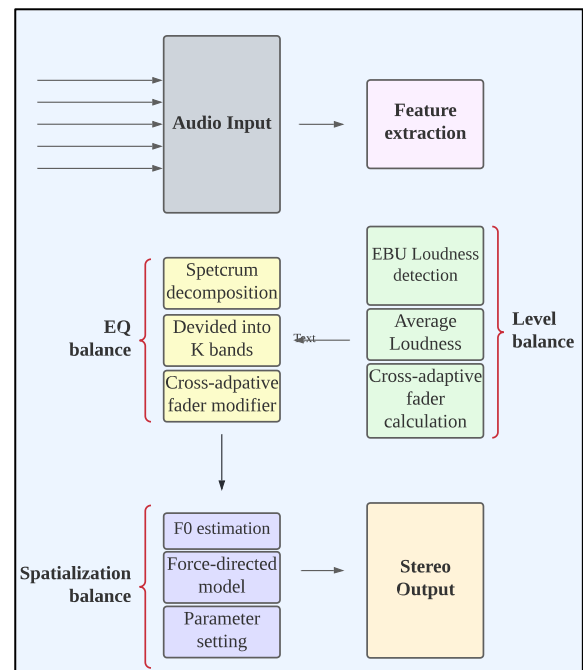 Audio Input
Feature
extraction
EBU Loudness
detection
Average
Loudness
Cross-adaptive
fader
calculation
Level
balance
Text
Spetcrum
decomposition
Devided into
K bands
Cross-adpative
fader modifier
EQ
balance
F0 estimation
Force-directed
model
Parameter
setting
Spatialization
balance
Stereo
Output